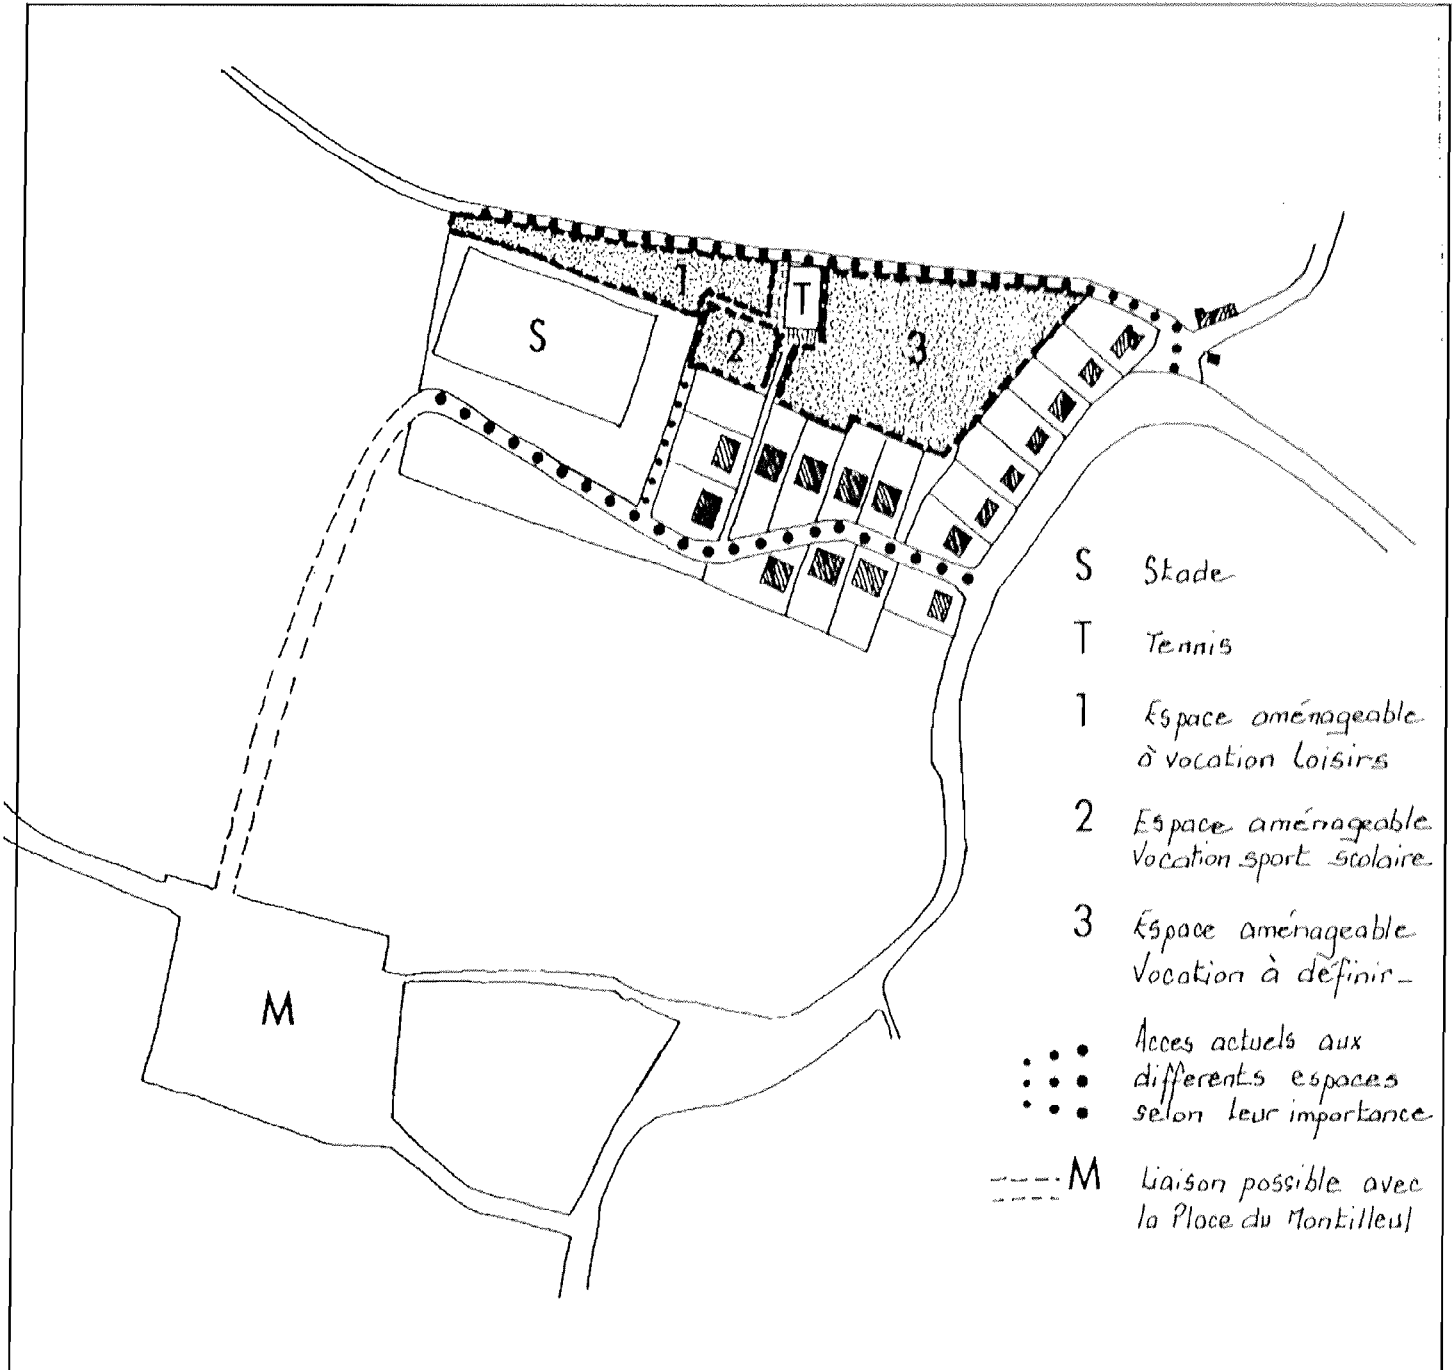 1
T
S
2
3
S Stade
T Tennis
1 Espace aménageable
à vocation loisirs
2 Espace aménageable
Vocation sport scolaire
3 Espace aménageable
Vocation à définir_
Acces actuels aux
differents espaces
selon leur importance
M
M Liaison possible avec
la Place du Montilleul